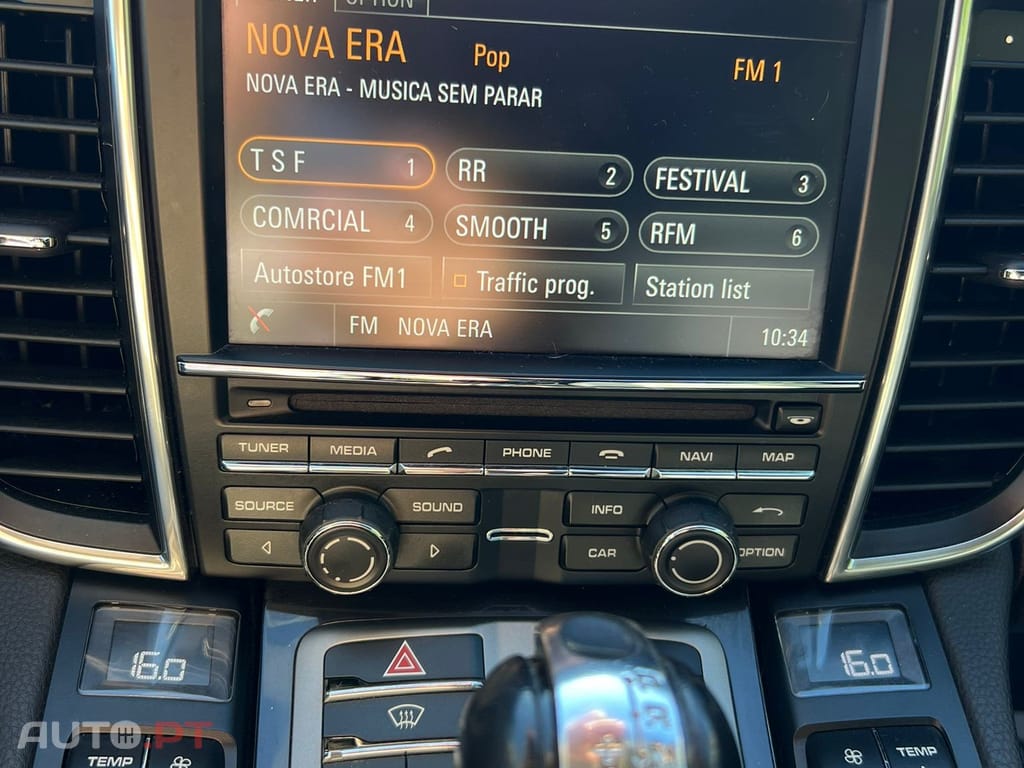 OPTION
NOVA ERA Pop FM 1
NOVA ERA - MUSICA SEM PARAR
T S F 1 RR 2 FESTIVAL 3
COMRCIAL 4 SMOOTH 5 RFM 6
Autostore FM1 Traffic prog. Station list
FM NOVA ERA 10:34
TUNER MEDIA PHONE NAVI MAP
SOURCE SOUND INFO
CAR OPTION
16.0 16.0
AUTO.PT
TEMP TEMP